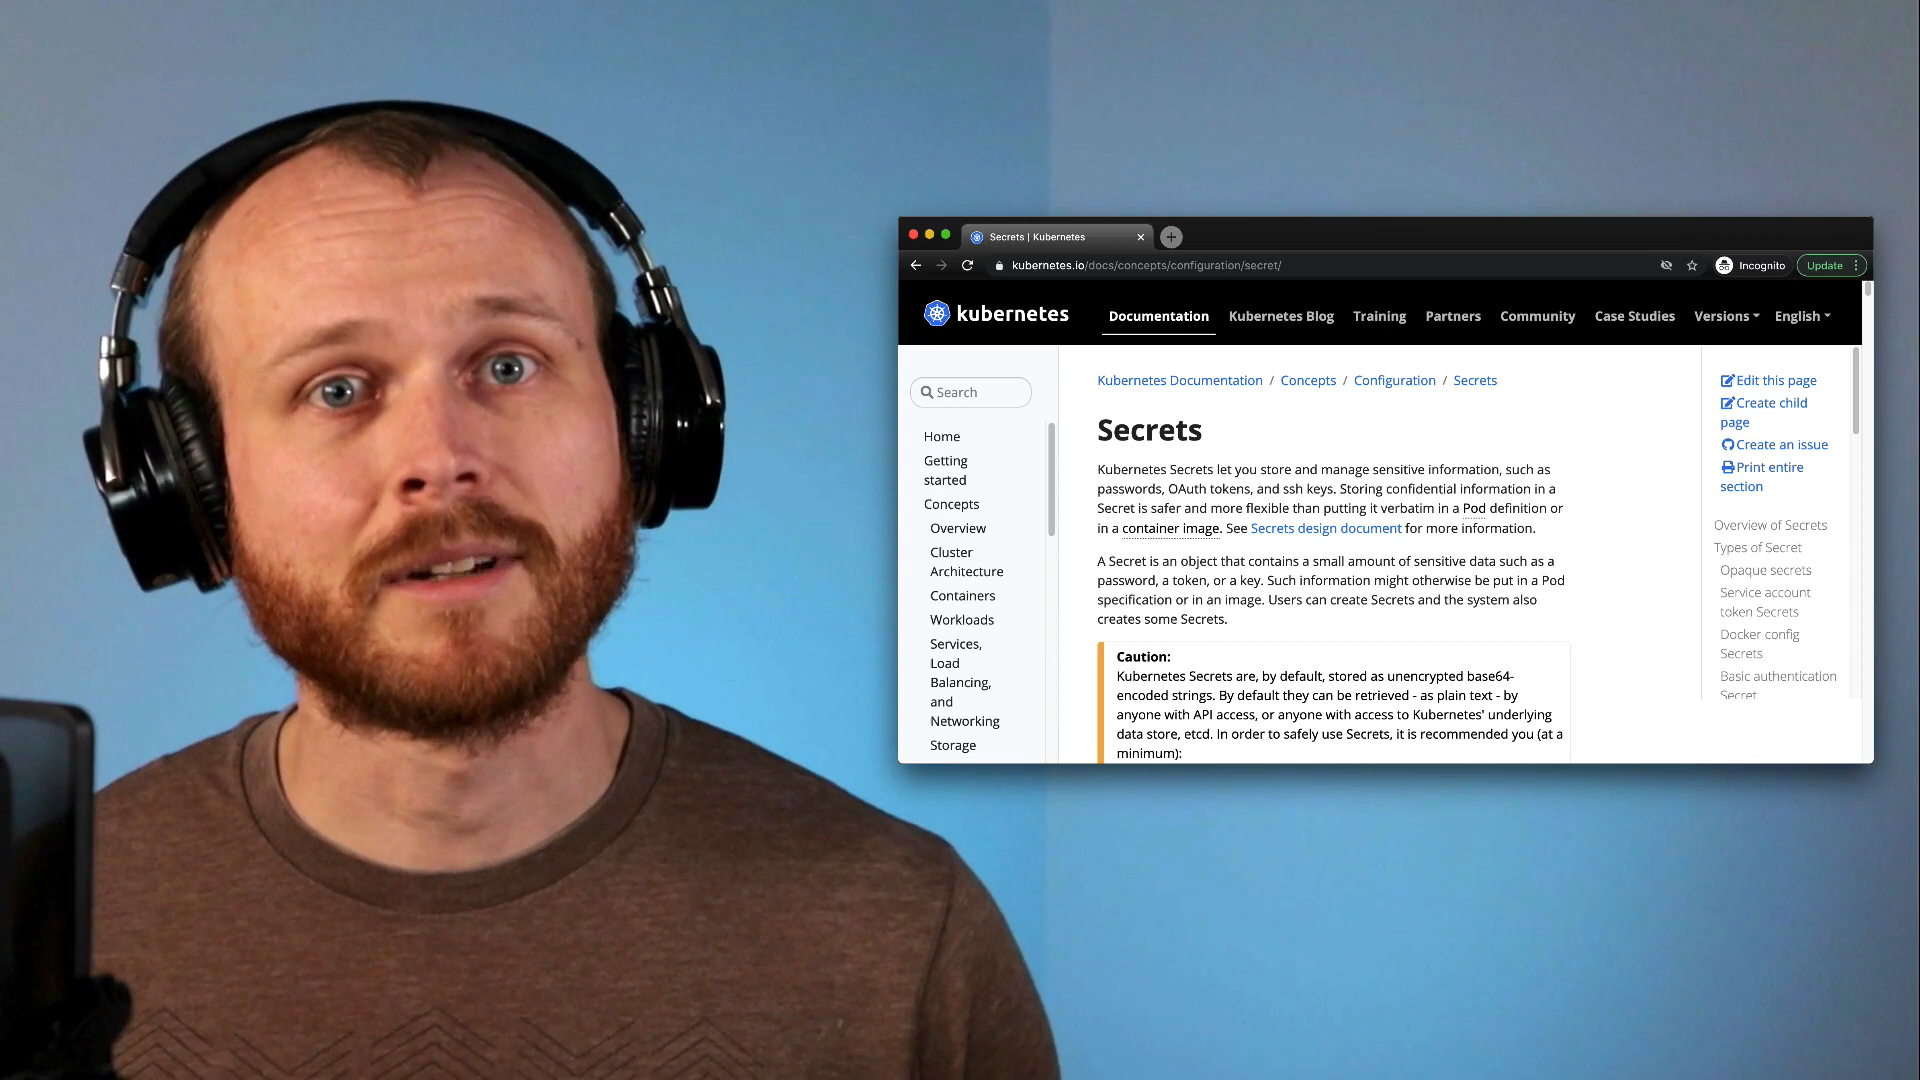 Secrets | Kubernetes
kubernetes.io/docs/concepts/configuration/secret/
Incognito
Update
kubernetes
Documentation
Kubernetes Blog
Training
Partners
Community
Case Studies
Versions
English
Search
Home
Getting
started
Concepts
Overview
Cluster
Architecture
Containers
Workloads
Services,
Load
Balancing,
and
Networking
Storage
Kubernetes Documentation / Concepts / Configuration / Secrets
Secrets
Kubernetes Secrets let you store and manage sensitive information, such as
passwords, OAuth tokens, and ssh keys. Storing confidential information in a
Secret is safer and more flexible than putting it verbatim in a Pod definition or
in a container image. See Secrets design document for more information.
A Secret is an object that contains a small amount of sensitive data such as a
password, a token, or a key. Such information might otherwise be put in a Pod
specification or in an image. Users can create Secrets and the system also
creates some Secrets.
Caution:
Kubernetes Secrets are, by default, stored as unencrypted base64-
encoded strings. By default they can be retrieved - as plain text - by
anyone with API access, or anyone with access to Kubernetes' underlying
data store, etcd. In order to safely use Secrets, it is recommended you (at a
minimum):
Edit this page
Create child
page
Create an issue
Print entire
section
Overview of Secrets
Types of Secret
Opaque secrets
Service account
token Secrets
Docker config
Secrets
Basic authentication
Secret